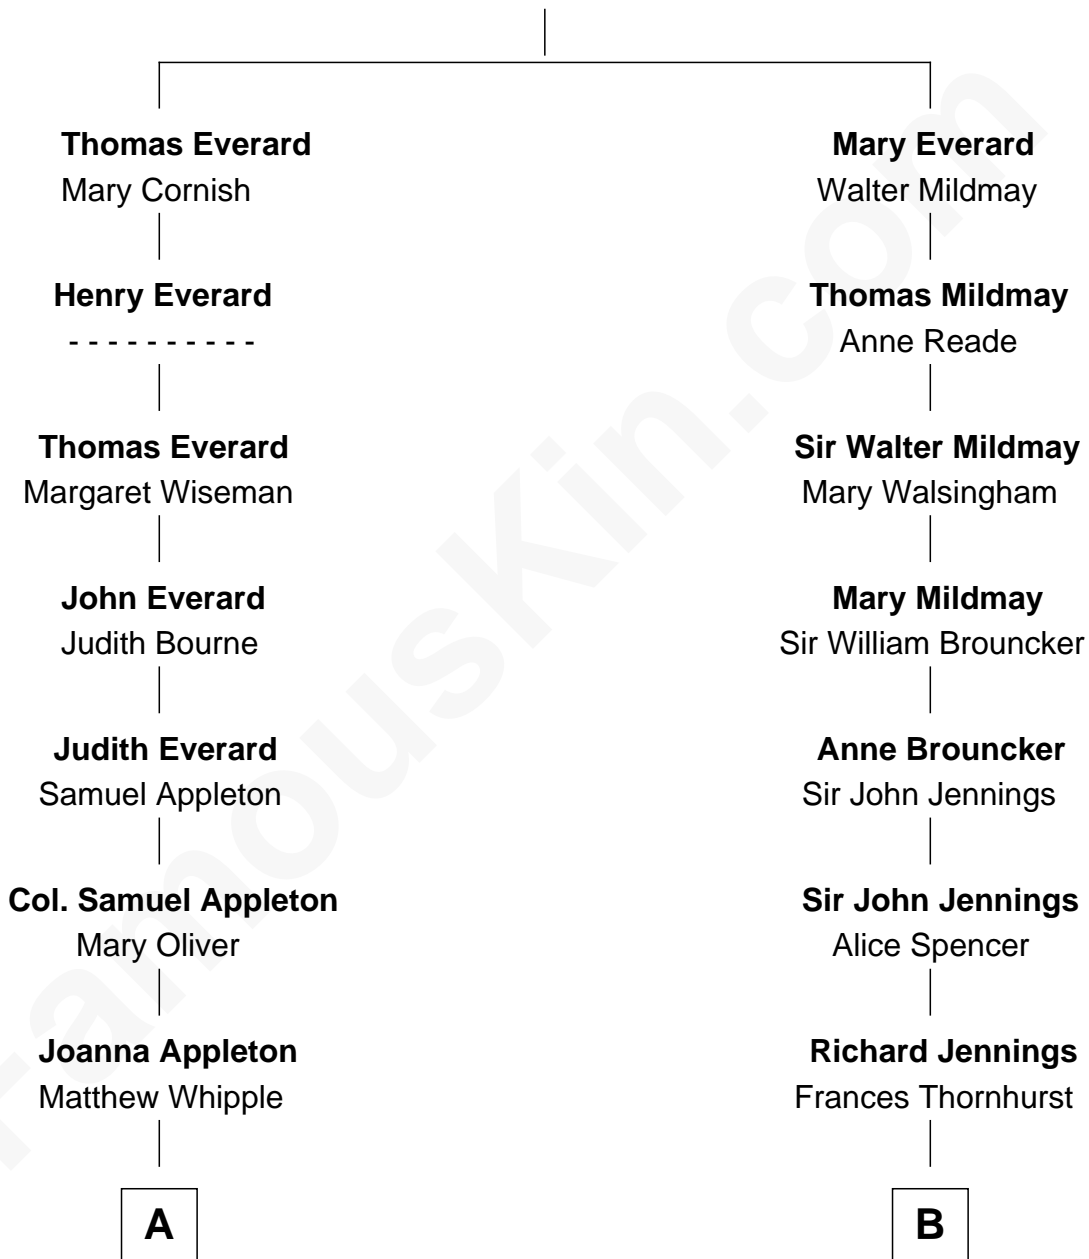 Thomas Everard
Mary Cornish
Henry Everard
- - - - - - - - - -
Thomas Everard
Margaret Wiseman
John Everard
Judith Bourne
Judith Everard
Samuel Appleton
Col. Samuel Appleton
Mary Oliver
Joanna Appleton
Matthew Whipple
A
Mary Everard
Walter Mildmay
Thomas Mildmay
Anne Reade
Sir Walter Mildmay
Mary Walsingham
Mary Mildmay
Sir William Brouncker
Anne Brouncker
Sir John Jennings
Sir John Jennings
Alice Spencer
Richard Jennings
Frances Thornhurst
B
FamousKin.com